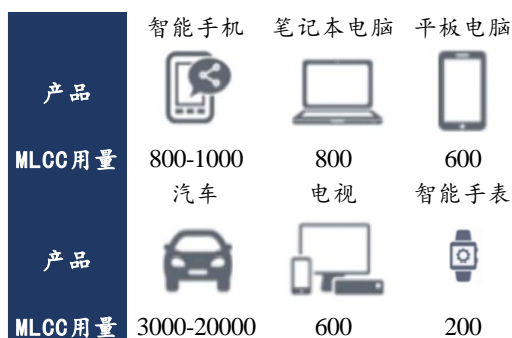 智能手机 笔记本电脑 平板电脑
产品
MLCC用量 800-1000 800 600
汽车 电视 智能手表
产品
MLCC用量 3000-20000 600 200